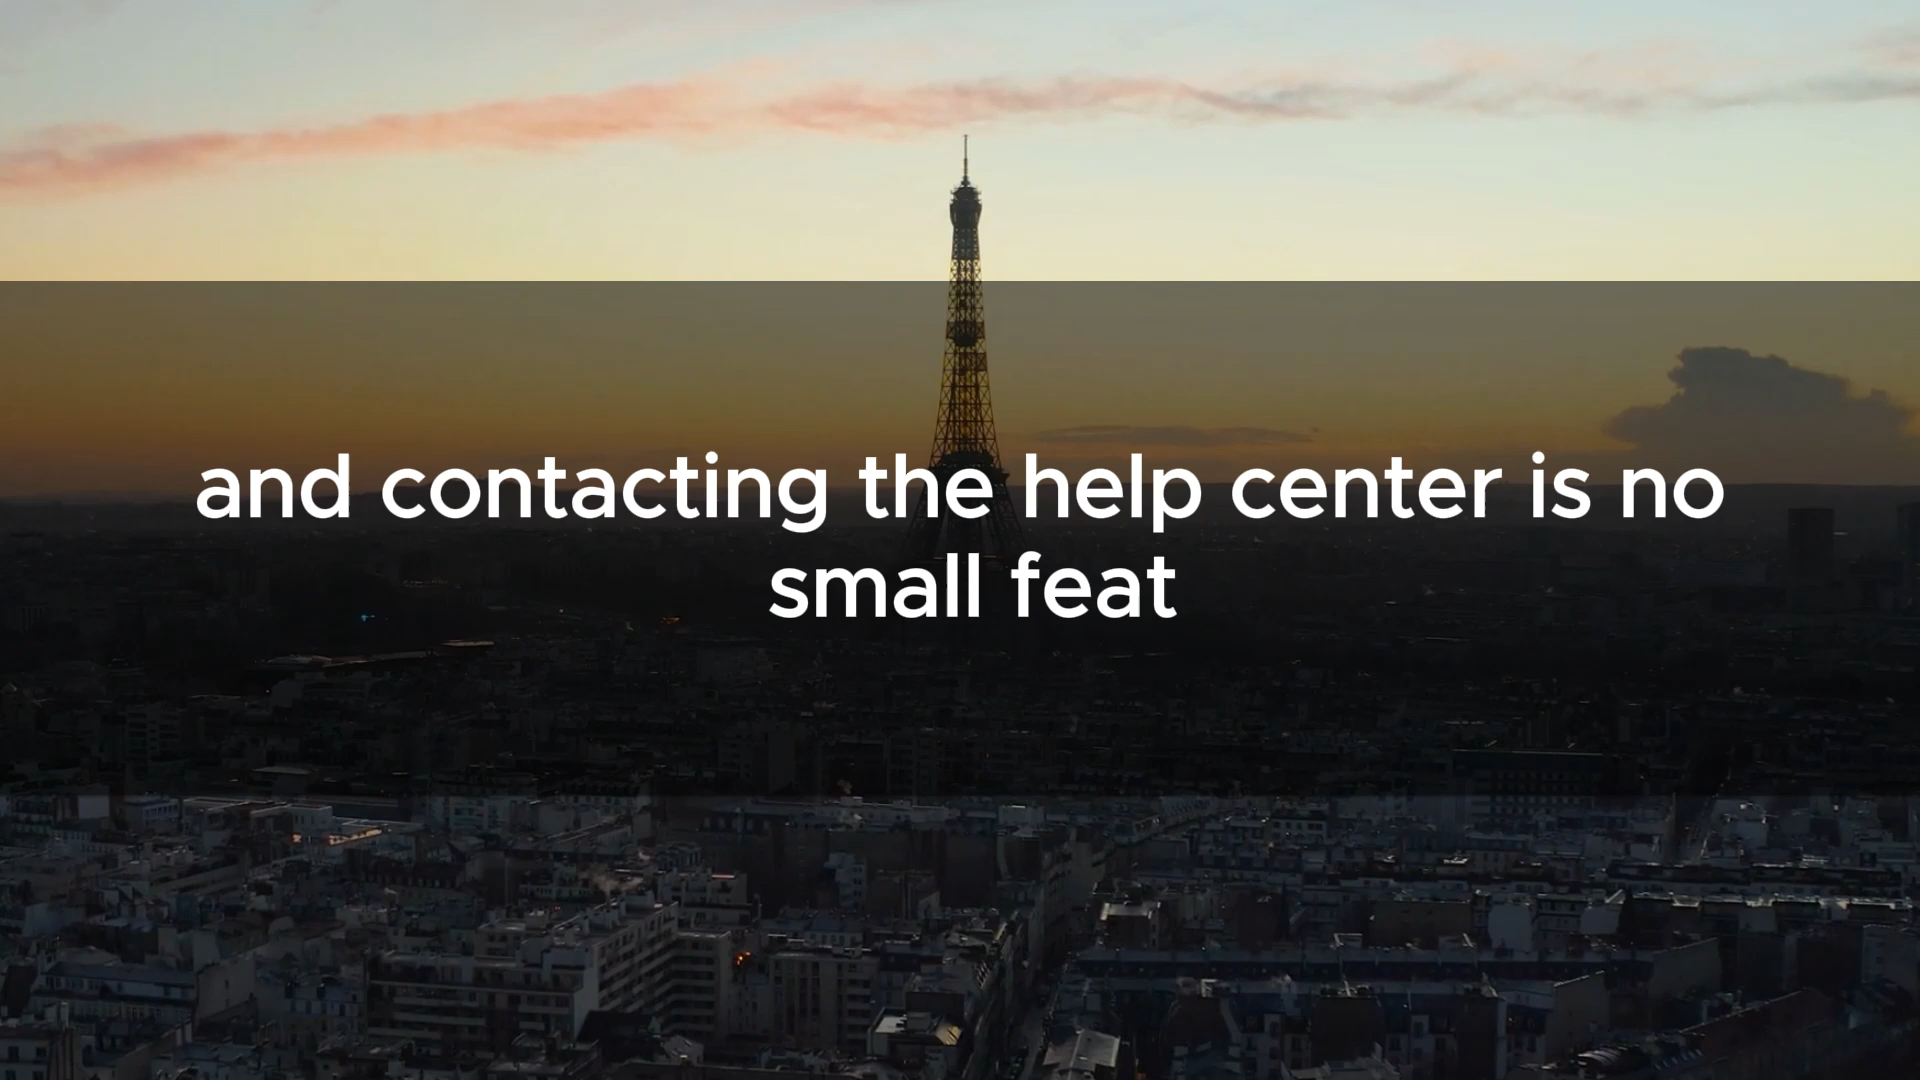 and contacting the help center is no
small feat